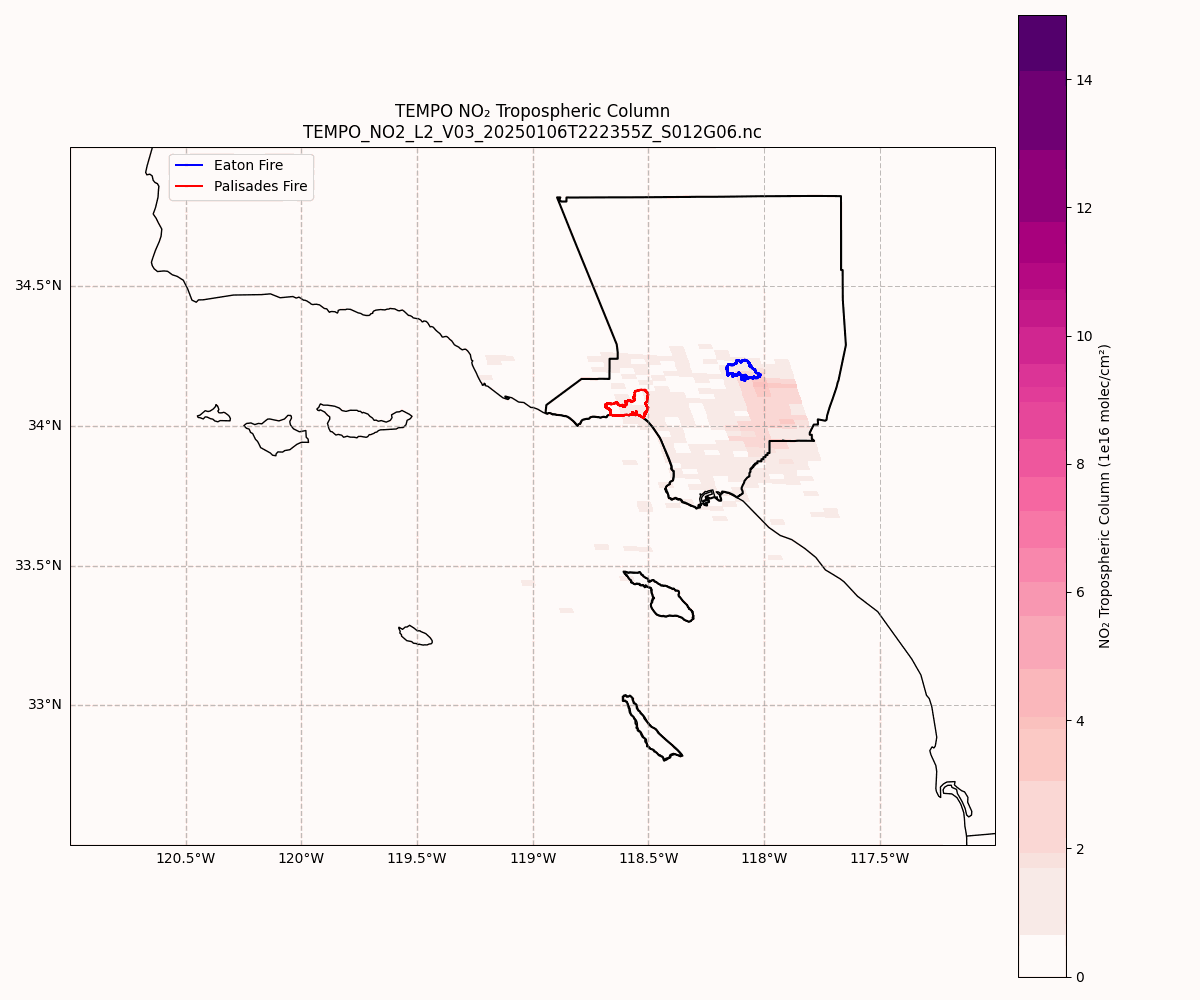 TEMPO NO₂ Tropospheric Column
TEMPO_NO2_L2_V03_20250106T222355Z_S012G06.nc
Eaton Fire
Palisades Fire
34.5°N
34°N
33.5°N
33°N
120.5°W
120°W
119.5°W
119°W
118.5°W
118°W
117.5°W
14
12
10
8
6
4
2
0
NO₂ Tropospheric Column (1e16 molec/cm²)